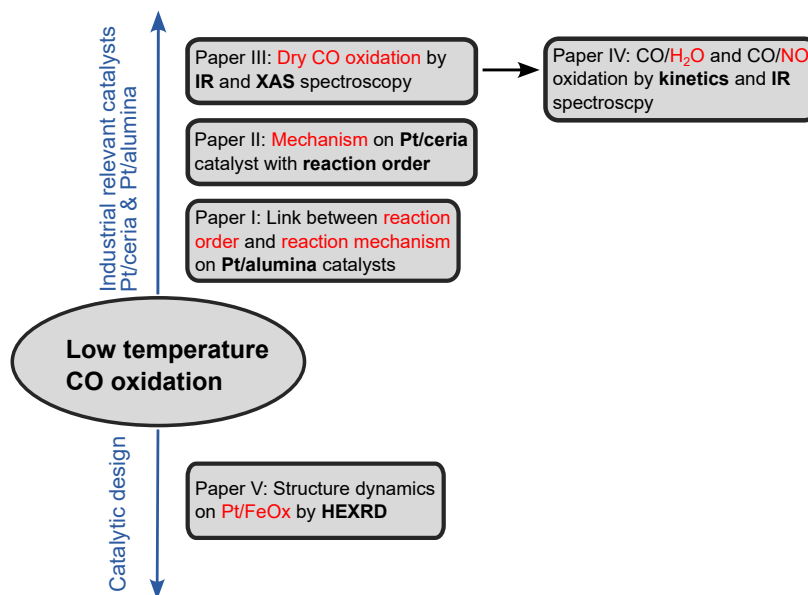 Paper III: Dry CO oxidation by
IR and XAS spectroscopy
Paper IV: CO/H₂O and CO/NO
oxidation by kinetics and IR
spectroscpy
Paper II: Mechanism on Pt/ceria
catalyst with reaction order
Paper I: Link between reaction
order and reaction mechanism
on Pt/alumina catalysts
Industrial relevant catalysts
Pt/ceria & Pt/alumina
Low temperature
CO oxidation
Catalytic design
Paper V: Structure dynamics
on Pt/FeOx by HEXRD